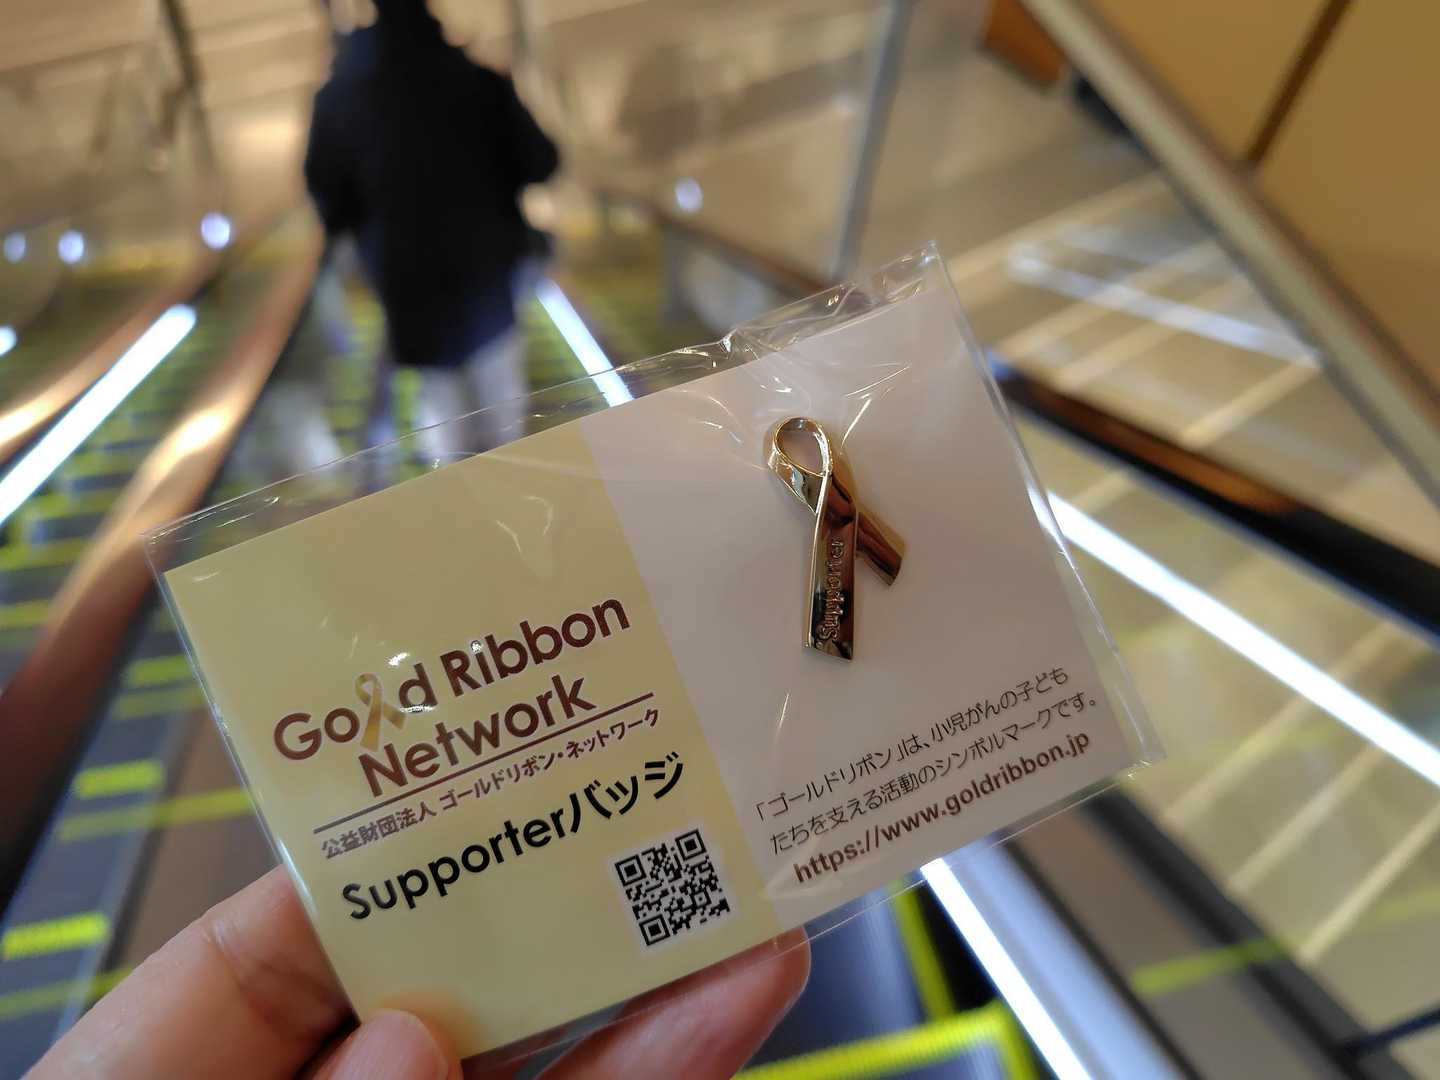 Gold Ribbon
Network
公益財団法人 ゴールドリボン・ネットワーク
Supporterバッジ
Supporter
「ゴールドリボン」は、小児がんの子ども
たちを支える活動のシンボルマークです。
https://www.goldribbon.jp